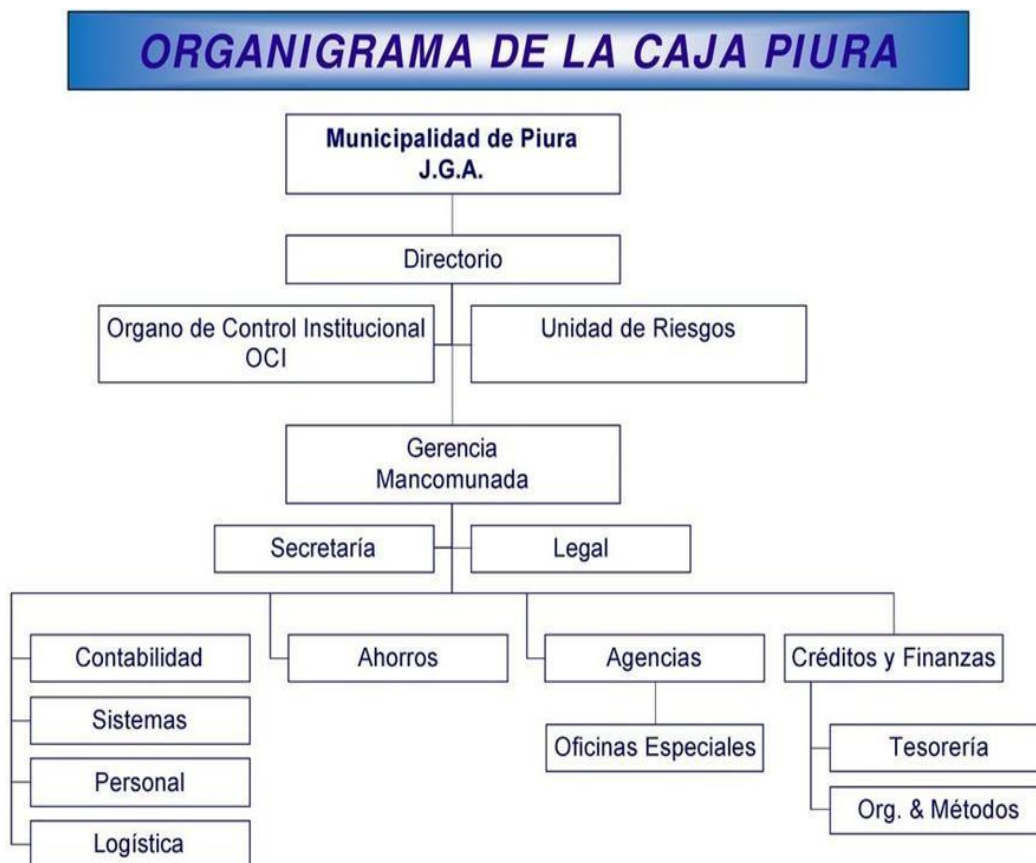 ORGANIGRAMA DE LA CAJA PIURA
Municipalidad de Piura
J.G.A.
Directorio
Organo de Control Institucional
OCI
Unidad de Riesgos
Gerencia
Mancomunada
Secretaría
Legal
Contabilidad
Ahorros
Agencias
Créditos y Finanzas
Sistemas
Oficinas Especiales
Tesorería
Personal
Org. & Métodos
Logística